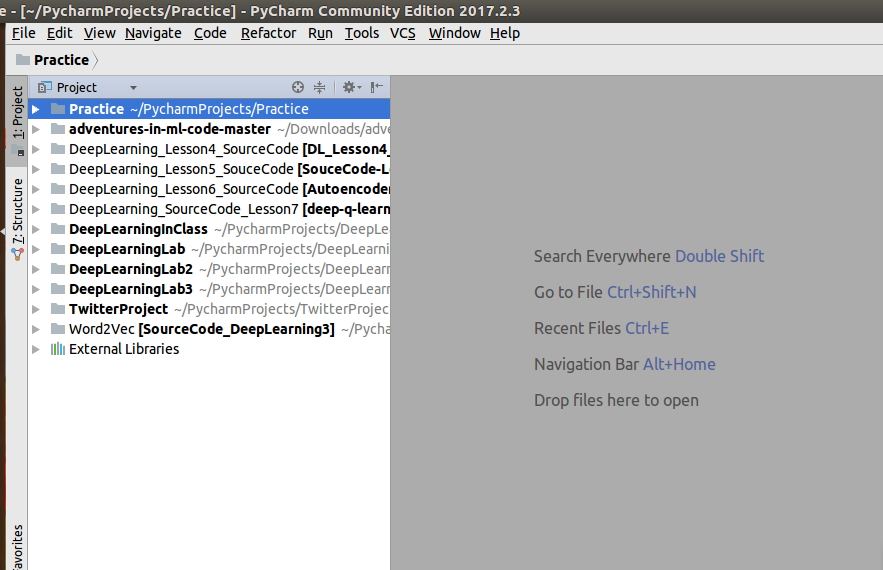 e - [~/PycharmProjects/Practice] - PyCharm Community Edition 2017.2.3
File Edit View Navigate Code Refactor Run Tools VCS Window Help
Practice
1: Project
7: Structure
avorites
Project
Practice ~/PycharmProjects/Practice
adventures-in-ml-code-master ~/Downloads/adve
DeepLearning_Lesson4_SourceCode [DL_Lesson4_
DeepLearning_Lesson5_SouceCode [SouceCode-L
DeepLearning_Lesson6_SourceCode [Autoencoder
DeepLearning_SourceCode_Lesson7 [deep-q-learn
DeepLearningInClass ~/PycharmProjects/DeepLe
DeepLearningLab ~/PycharmProjects/DeepLearni
DeepLearningLab2 ~/PycharmProjects/DeepLearn
DeepLearningLab3 ~/PycharmProjects/DeepLearn
TwitterProject ~/PycharmProjects/TwitterProjec
Word2Vec [SourceCode_DeepLearning3] ~/Pycha
External Libraries
Search Everywhere Double Shift
Go to File Ctrl+Shift+N
Recent Files Ctrl+E
Navigation Bar Alt+Home
Drop files here to open